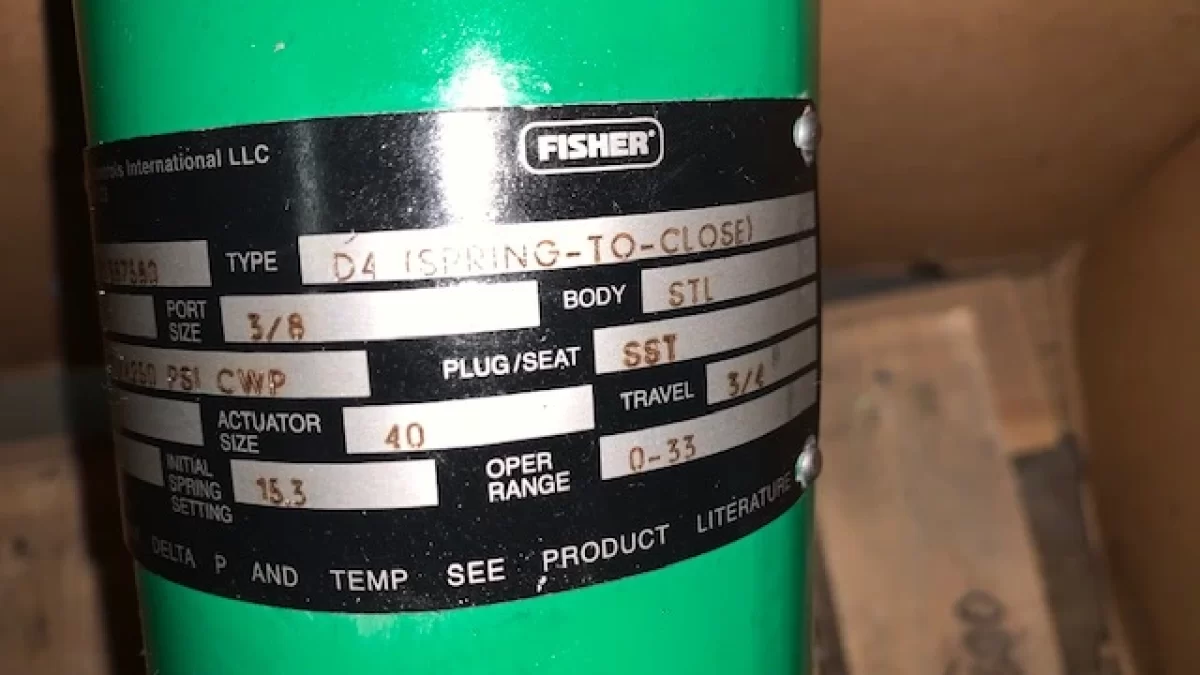 International LLC
FISHER®
TYPE D4 (SPRING-TO-CLOSE)
PORT SIZE 3/8 BODY STL
PSI CWP PLUG/SEAT SST
ACTUATOR SIZE 40 TRAVEL 3/4
INITIAL SPRING SETTING 15.3 OPER RANGE 0-33
DELTA P AND TEMP SEE PRODUCT LITERATURE